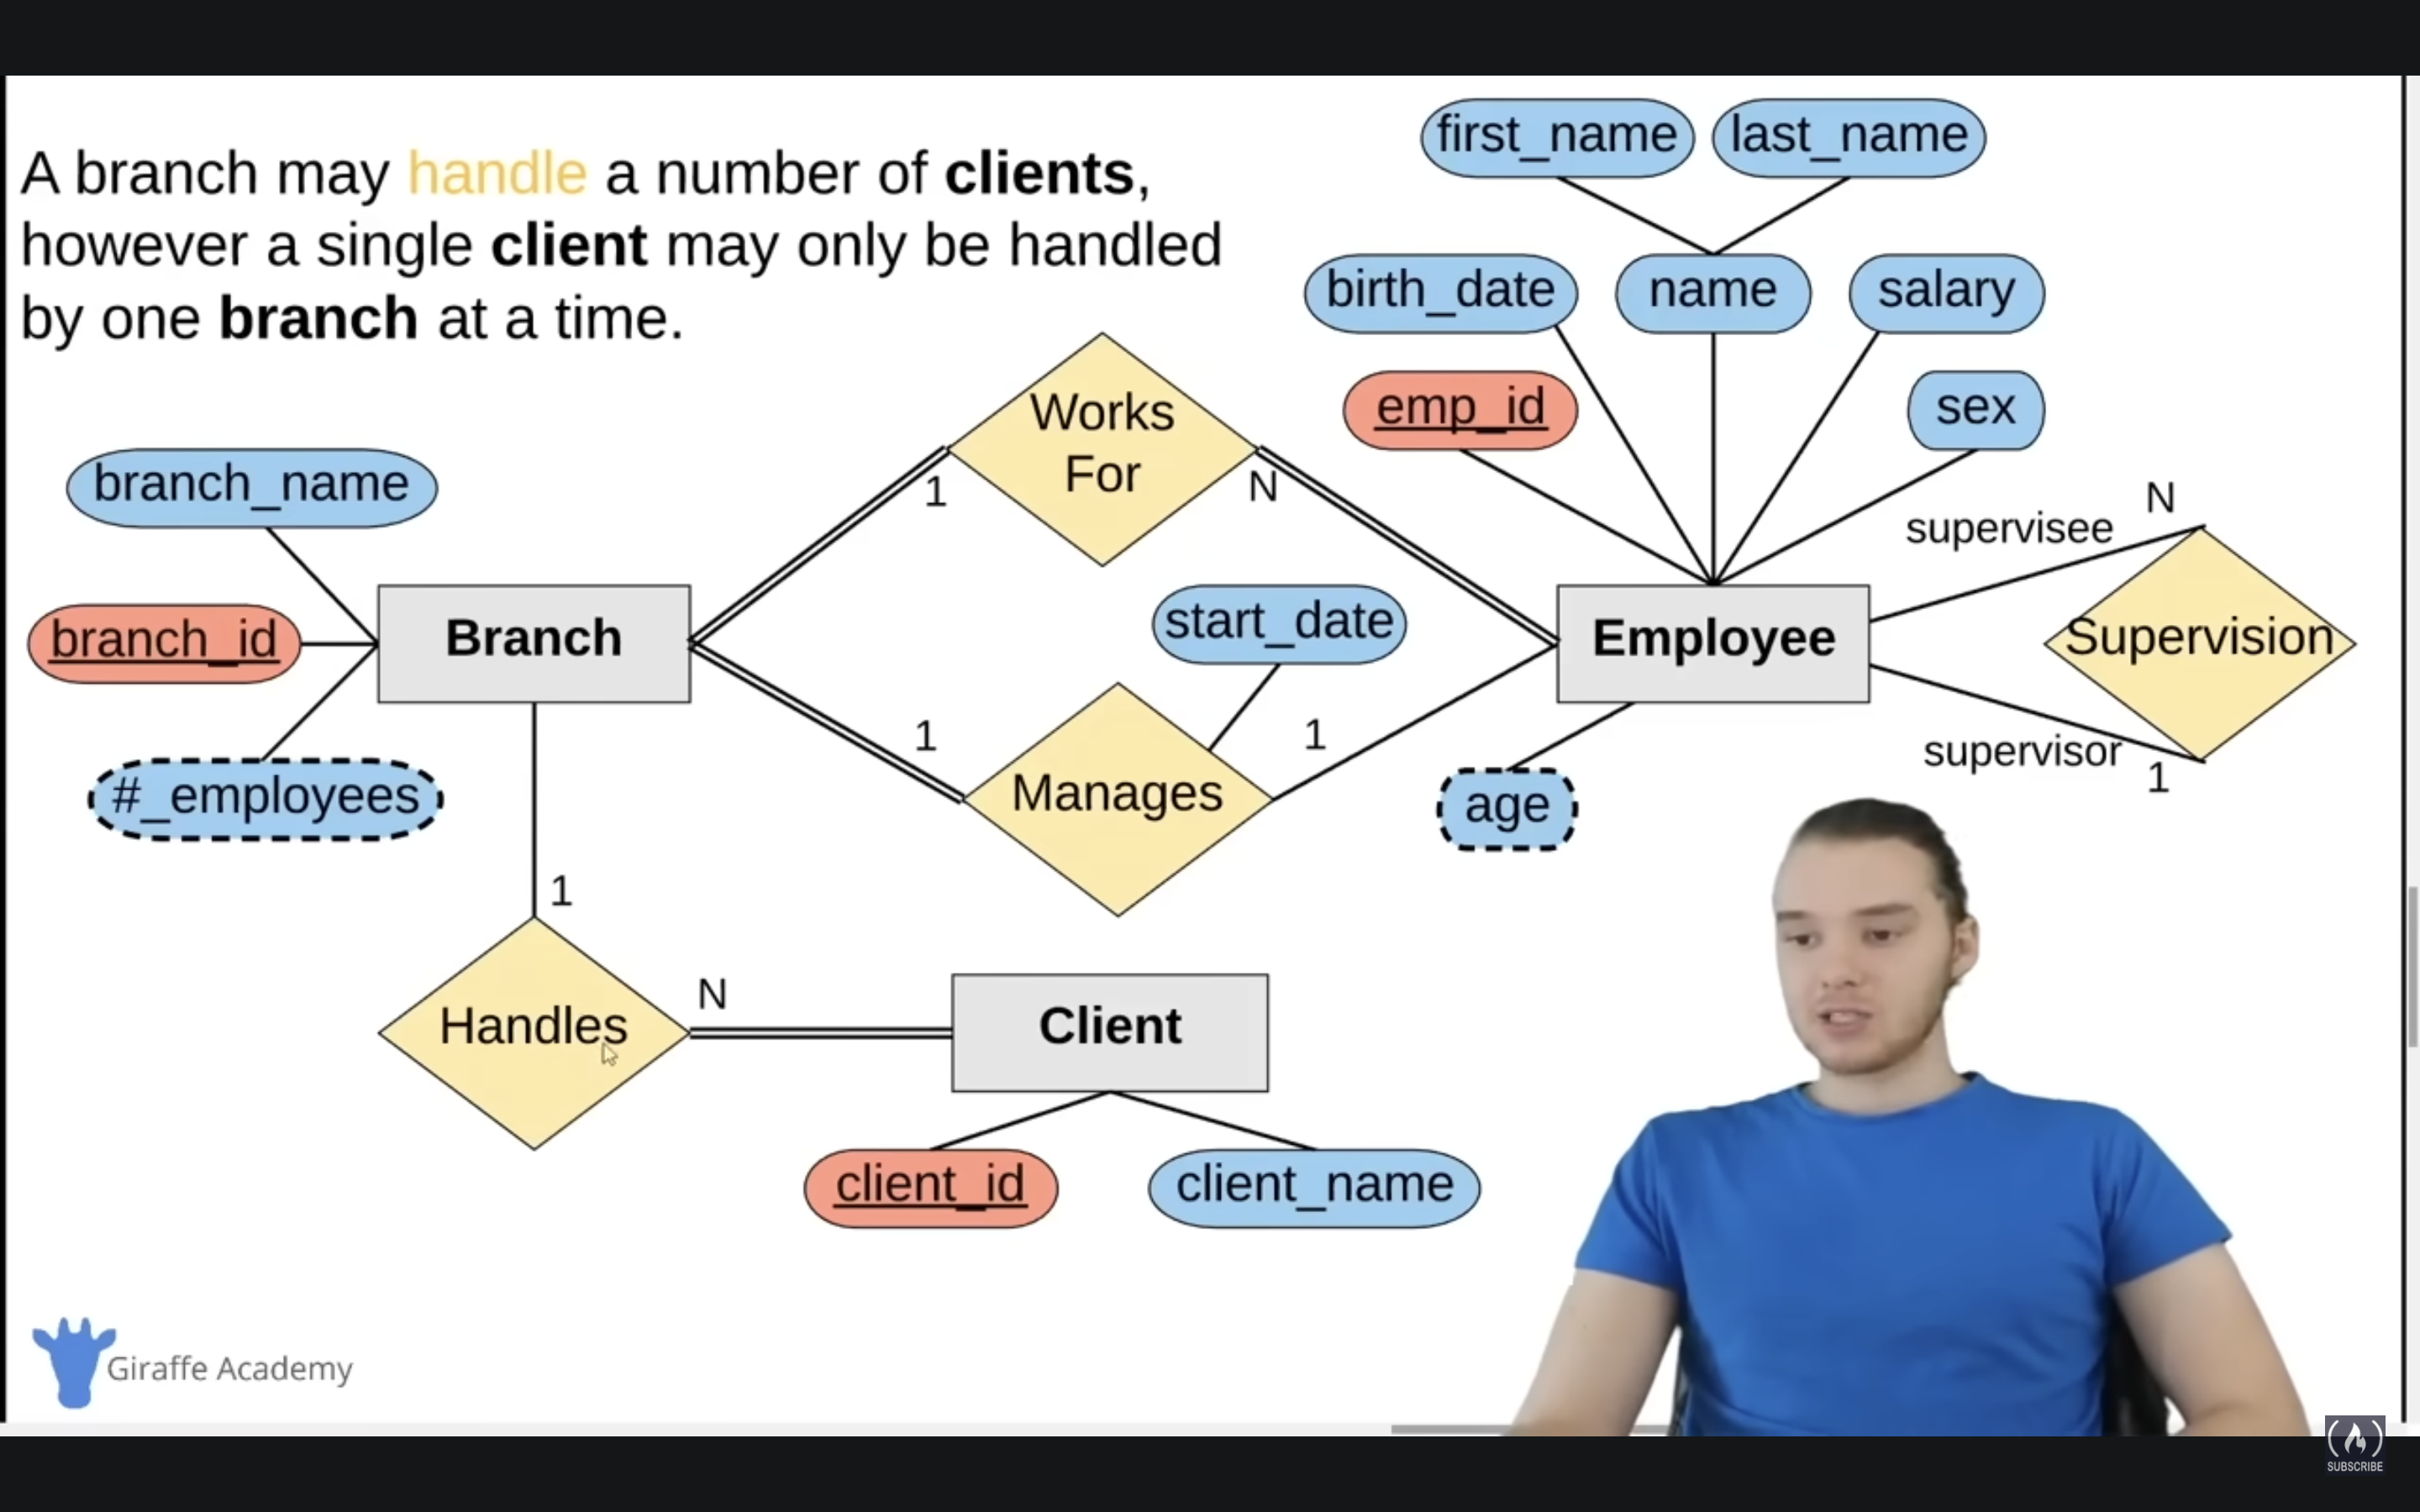 A branch may handle a number of clients,
however a single client may only be handled
by one branch at a time.
first_name
last_name
birth_date
name
salary
emp_id
sex
Works
For
1
N
branch_name
branch_id
#_employees
Branch
start_date
Employee
supervisee
N
Supervision
supervisor
1
1
Manages
1
age
1
Handles
N
Client
client_id
client_name
Giraffe Academy
SUBSCRIBE